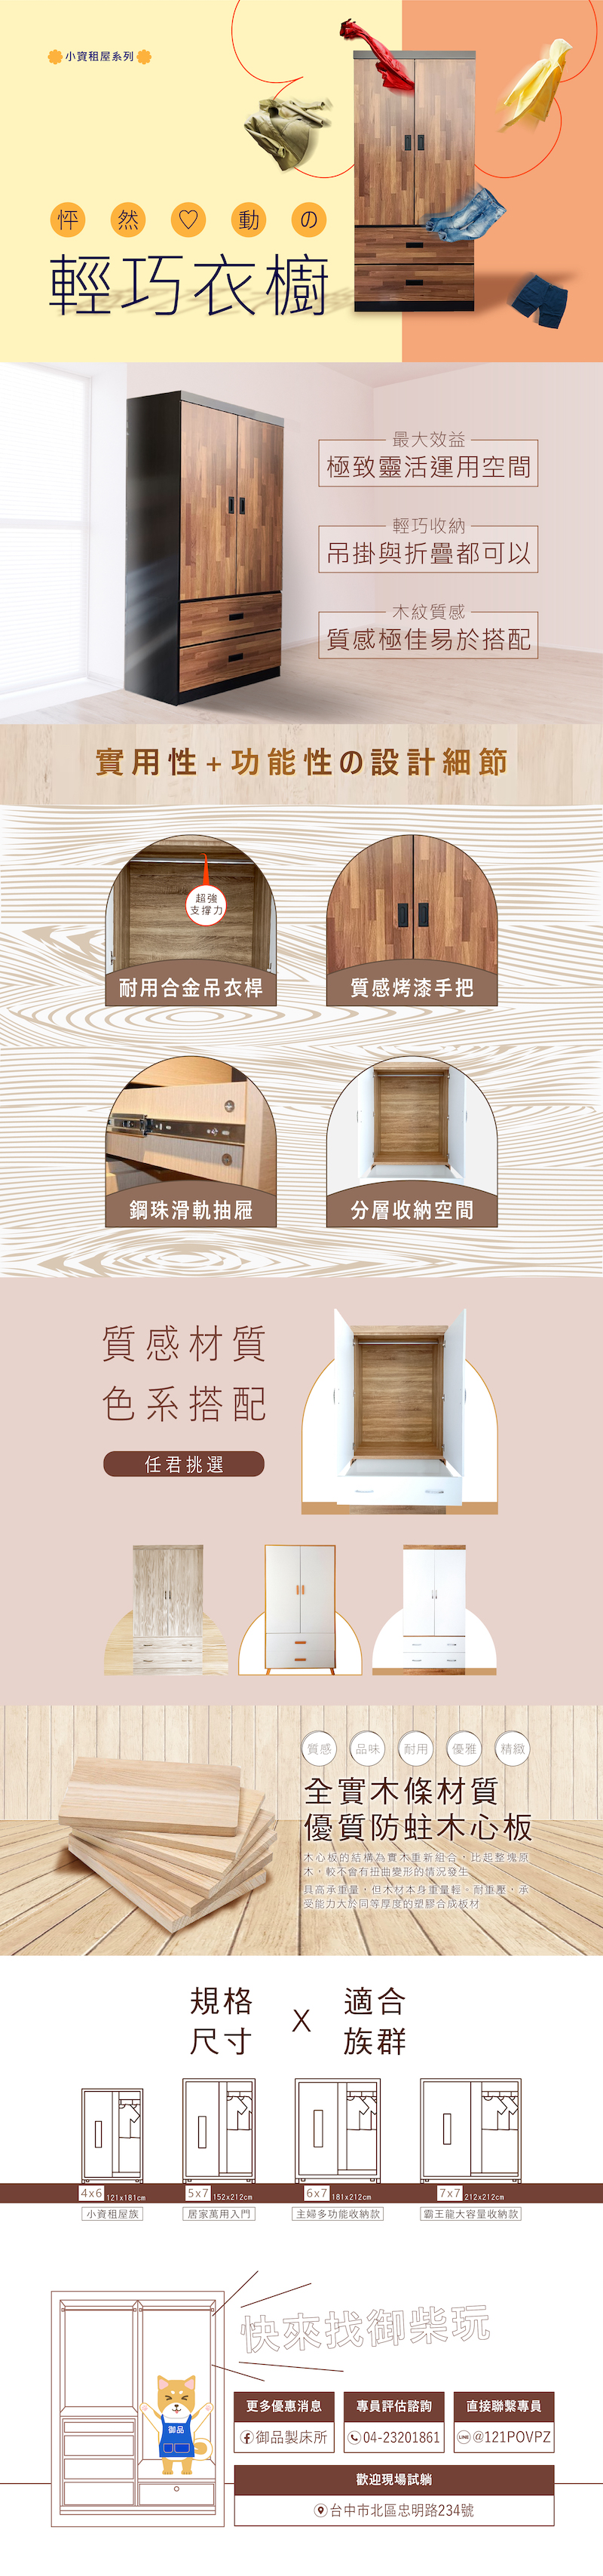 小資租屋系列
怦然♡動の
輕巧衣櫥
最大效益
極致靈活運用空間
輕巧收納
吊掛與折疊都可以
木紋質感
質感極佳易於搭配
實用性+功能性の設計細節
超強
支撐力
耐用合金吊衣桿
質感烤漆手把
鋼珠滑軌抽屜
分層收納空間
質感材質
色系搭配
任君挑選
質感 品味 耐用 優雅 精緻
全實木條材質
優質防蛀木心板
木心板的結構為實木重新組合,比起整塊原
木,較不會有扭曲變形的情況發生
具高承重量,但木材本身重量輕、耐重壓,承
受能力大於同等厚度的塑膠合成板材
規格 適合
尺寸 X 族群
4x6 121x181cm
小資租屋族
5x7 152x212cm
居家萬用入門
6x7 181x212cm
主婦多功能收納款
7x7 212x212cm
霸王龍大容量收納款
快來找御柴玩
御品
更多優惠消息
御品製床所
專員評估諮詢
04-23201861
直接聯繫專員
LINE @121POVPZ
歡迎現場試躺
台中市北區忠明路234號